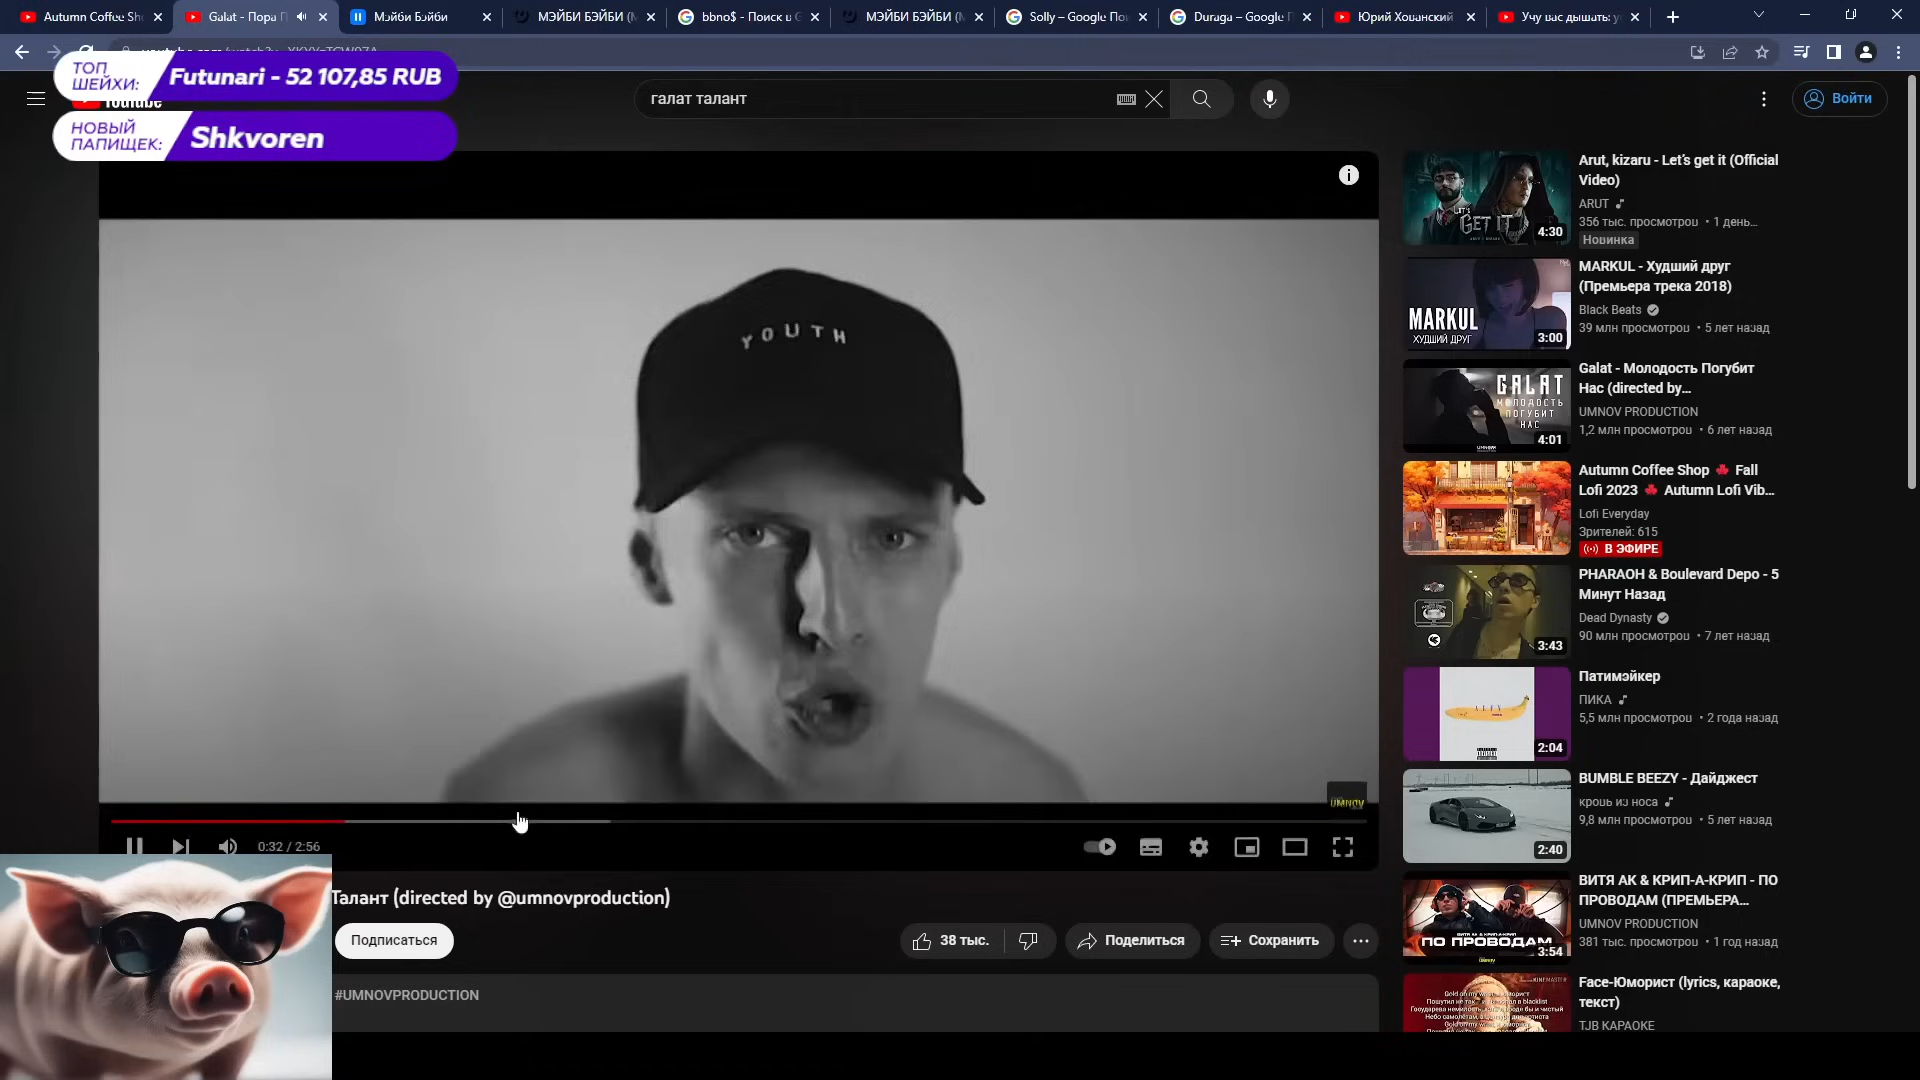 Autumn Coffee Sh
Galat - Пора П
Мэйби Бэйби
МЭЙБИ БЭЙБИ (М
bbno$ - Поиск в G
МЭЙБИ БЭЙБИ (М
Solly – Google По
Duraga – Google П
Юрий Хованский
Учу вас дышать: у
ТОП ШЕЙХИ: Futunari - 52 107,85 RUB
НОВЫЙ ПАПИЩЕК: Shkvoren
галат талант
Войти
YOUTH
UMNOV
0:32 / 2:56
Талант (directed by @umnovproduction)
Подписаться
38 тыс.
Поделиться
Сохранить
#UMNOVPRODUCTION
LET'S GET IT
4:30
Arut, kizaru - Let's get it (Official
Video)
ARUT
356 тыс. просмотров • 1 день...
Новинка
MARKUL
ХУДШИЙ ДРУГ
3:00
MARKUL - Худший друг
(Премьера трека 2018)
Black Beats
39 млн просмотров • 5 лет назад
GALAT
МОЛОДОСТЬ
ПОГУБИТ
НАС
4:01
Galat - Молодость Погубит
Нас (directed by...
UMNOV PRODUCTION
1,2 млн просмотров • 6 лет назад
Autumn Coffee Shop 🍁 Fall
Lofi 2023 🍁 Autumn Lofi Vib...
Lofi Everyday
Зрителей: 615
В ЭФИРЕ
3:43
PHARAOH & Boulevard Depo - 5
Минут Назад
Dead Dynasty
90 млн просмотров • 7 лет назад
2:04
Патимэйкер
ПИКА
5,5 млн просмотров • 2 года назад
2:40
BUMBLE BEEZY - Дайджест
кровь из носа
9,8 млн просмотров • 5 лет назад
ВИТЯ АК & КРИП-А-КРИП
ПО ПРОВОДАМ
3:54
ВИТЯ АК & КРИП-А-КРИП - ПО
ПРОВОДАМ (ПРЕМЬЕРА...
UMNOV PRODUCTION
381 тыс. просмотров • 1 год назад
Face-Юморист (lyrics, караоке,
текст)
TJB КАРАОКЕ